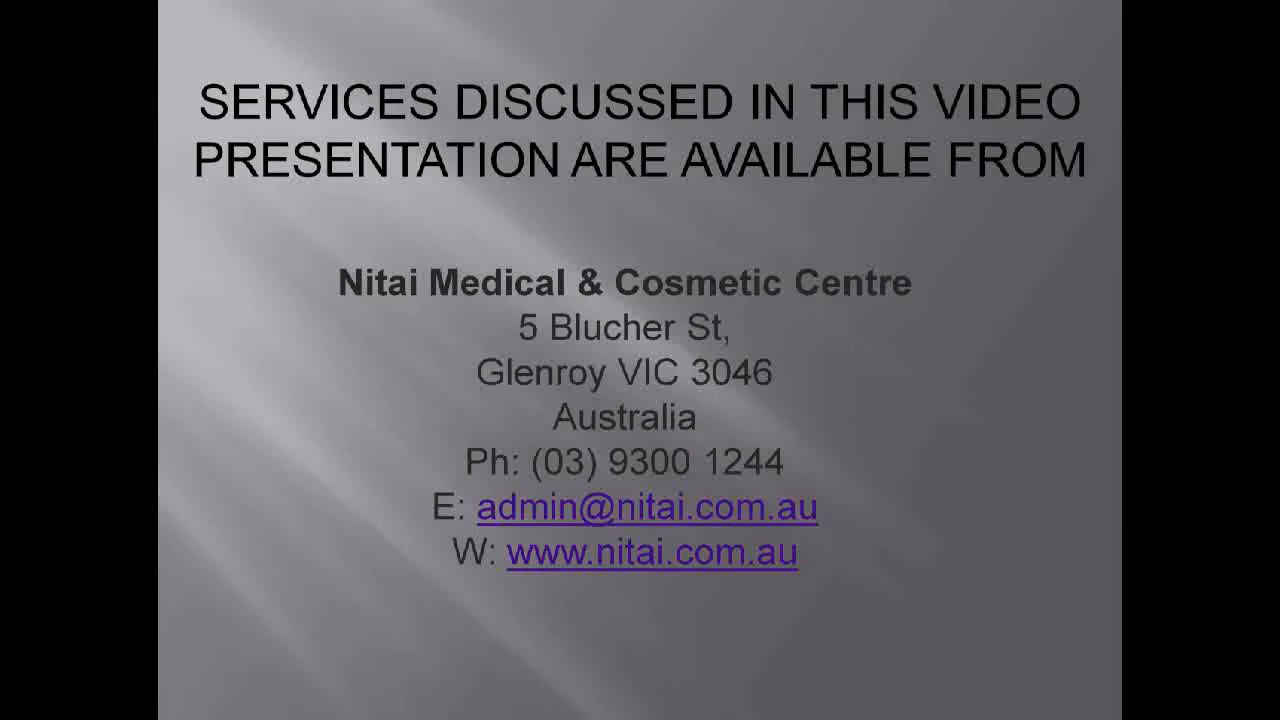 SERVICES DISCUSSED IN THIS VIDEO
PRESENTATION ARE AVAILABLE FROM
Nitai Medical & Cosmetic Centre
5 Blucher St,
Glenroy VIC 3046
Australia
Ph: (03) 9300 1244
E: admin@nitai.com.au
W: www.nitai.com.au